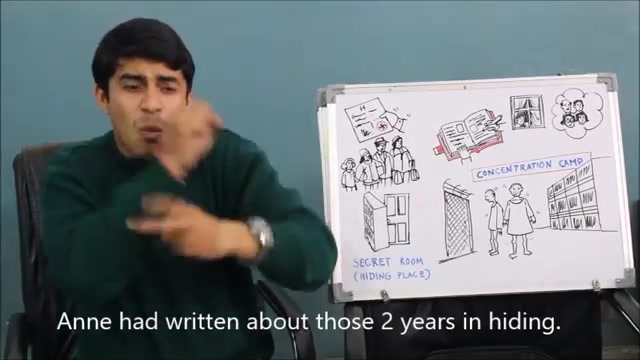 CONCENTRATION CAMP
SECRET ROOM
(HIDING PLACE)
Anne had written about those 2 years in hiding.